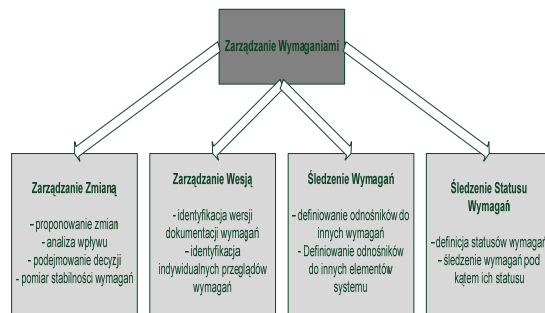 Zarządzanie Wymaganiami
Zarządzanie Zmianą
– proponowanie zmian
- analiza wpływu
- podejmowanie decyzji
- pomiar stabilności wymagań
Zarządzanie Wesją
– identyfikacja wersji
dokumentacji wymagań
– identyfikacja
indywidualnych przeglądów
wymagań
Śledzenie Wymagań
– definiowanie odnośników do
innych wymagań
- Definiowanie odnośników
do innych elementów
systemu
Śledzenie Statusu
Wymagań
–definicja statusów wymagań
– śledzenie wymagań pod
kątem ich statusu